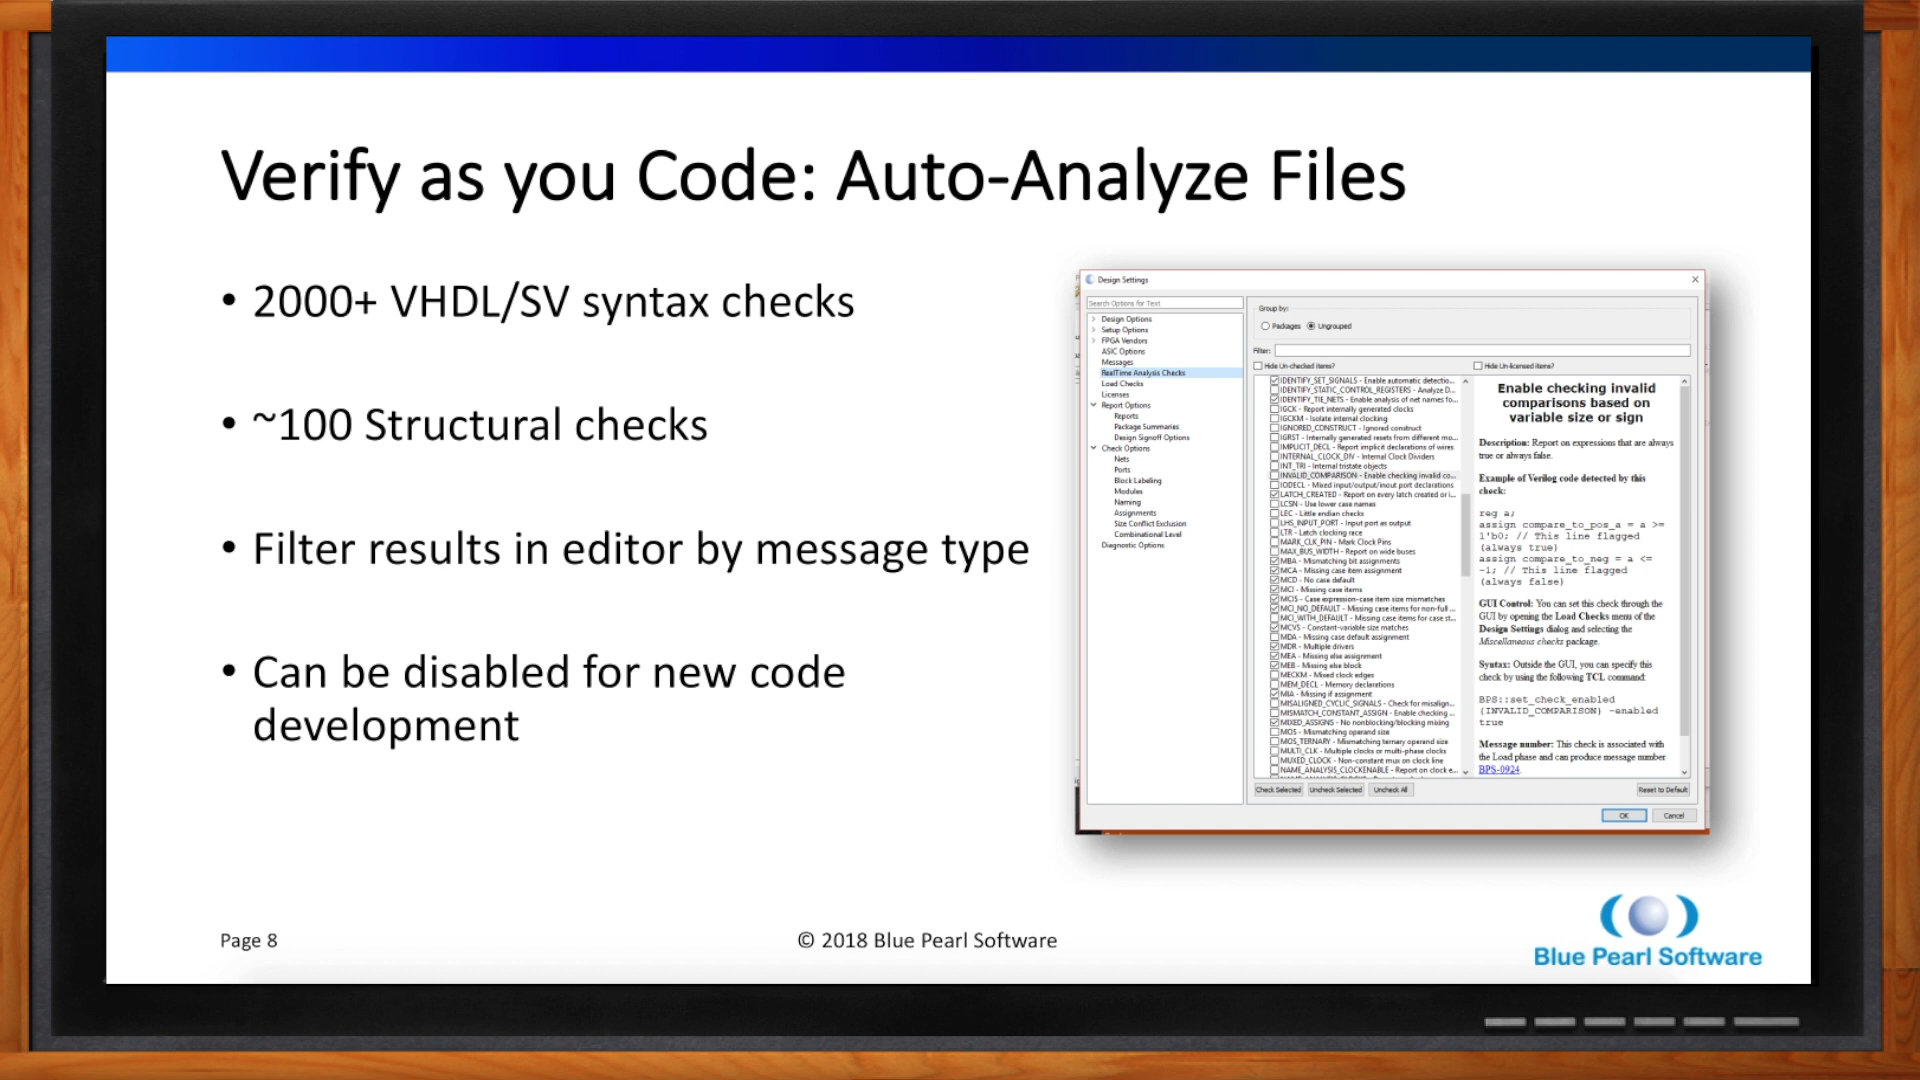 Verify as you Code: Auto-Analyze Files
• 2000+ VHDL/SV syntax checks
• ~100 Structural checks
• Filter results in editor by message type
• Can be disabled for new code
development
Design Settings
Search Options for Text
Design Options
Setup Options
FPGA Vendors
ASIC Options
Messages
RealTime Analysis Checks
Load Checks
Licenses
Report Options
Reports
Package Summaries
Design Signoff Options
Check Options
Nets
Ports
Block Labeling
Modules
Naming
Assignments
Size Conflict Exclusion
Combinational Level
Diagnostic Options
Group by:
Packages Ungrouped
Filter:
Hide Un-checked items? Hide Un-licensed items?
IDENTIFY_SET_SIGNALS - Enable automatic detectio...
IDENTIFY_STATIC_CONTROL_REGISTERS - Analyze D...
IDENTIFY_TIE_NETS - Enable analysis of net names fo...
IGCK - Report internally generated clocks
IGCKM - Isolate internal clocking
IGNORED_CONSTRUCT - Ignored construct
IGRST - Internally generated resets from different mo...
IMPLICIT_DECL - Report implicit declarations of wires
INTERNAL_CLOCK_DIV - Internal Clock Dividers
INT_TRI - Internal tristate objects
INVALID_COMPARISON - Enable checking invalid co...
IODECL - Mixed input/output/inout port declarations
LATCH_CREATED - Report on every latch created or i...
LCSN - Use lower case names
LEC - Little endian checks
LHS_INPUT_PORT - Input port as output
LTR - Latch clocking race
MARK_CLK_PIN - Mark Clock Pins
MAX_BUS_WIDTH - Report on wide buses
MBA - Mismatching bit assignments
MCA - Missing case item assignment
MCD - No case default
MCI - Missing case items
MCIS - Case expression-case item size mismatches
MCI_NO_DEFAULT - Missing case items for non-full ...
MCI_WITH_DEFAULT - Missing case items for case st...
MCVS - Constant-variable size matches
MDA - Missing case default assignment
MDR - Multiple drivers
MEA - Missing else assignment
MEB - Missing else block
MECKM - Mixed clock edges
MEM_DECL - Memory declarations
MIA - Missing if assignment
MISALIGNED_CYCLIC_SIGNALS - Check for misalign...
MISMATCH_CONSTANT_ASSIGN - Enable checking ...
MIXED_ASSIGNS - No nonblocking/blocking mixing
MOS - Mismatching operand size
MOS_TERNARY - Mismatching ternary operand size
MULTI_CLK - Multiple clocks or multi-phase clocks
MUXED_CLOCK - Non-constant mux on clock line
NAME_ANALYSIS_CLOCKENABLE - Report on clock e...
Enable checking invalid
comparisons based on
variable size or sign
Description: Report on expressions that are always
true or always false.
Example of Verilog code detected by this
check:
reg a;
assign compare_to_pos_a = a >=
1'b0; // This line flagged
(always true)
assign compare_to_neg = a <=
-1; // This line flagged
(always false)
GUI Control: You can set this check through the
GUI by opening the Load Checks menu of the
Design Settings dialog and selecting the
Miscellaneous checks package.
Syntax: Outside the GUI, you can specify this
check by using the following TCL command:
BPS::set_check_enabled
{INVALID_COMPARISON} -enabled
true
Message number: This check is associated with
the Load phase and can produce message number
BPS-0924.
Check Selected Uncheck Selected Uncheck All Reset to Default
OK Cancel
Page 8
© 2018 Blue Pearl Software
Blue Pearl Software